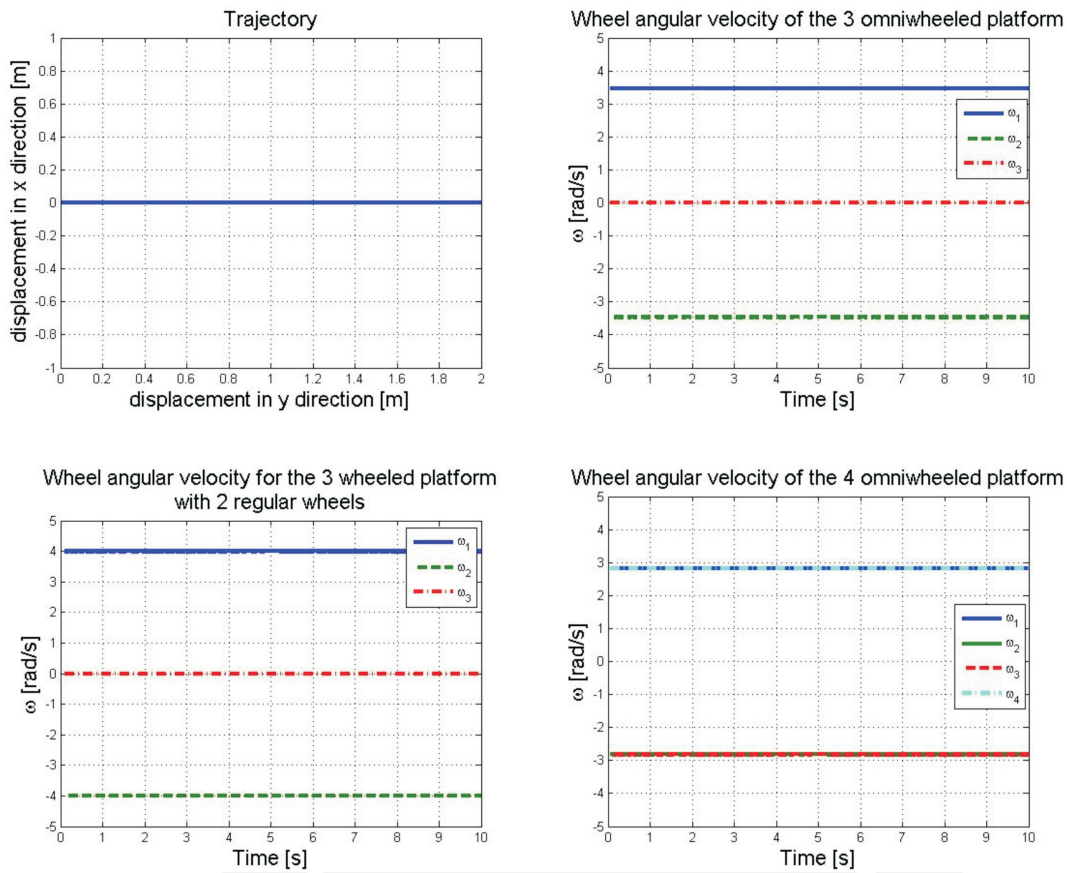 Trajectory
displacement in x direction [m]
1
0.8
0.6
0.4
0.2
0
-0.2
-0.4
-0.6
-0.8
-1
0 0.2 0.4 0.6 0.8 1 1.2 1.4 1.6 1.8 2
displacement in y direction [m]
Wheel angular velocity of the 3 omniwheeled platform
ω [rad/s]
5
4
3
2
1
0
-1
-2
-3
-4
-5
ω1
ω2
ω3
0 1 2 3 4 5 6 7 8 9 10
Time [s]
Wheel angular velocity for the 3 wheeled platform
with 2 regular wheels
ω [rad/s]
5
4
3
2
1
0
-1
-2
-3
-4
-5
ω1
ω2
ω3
0 1 2 3 4 5 6 7 8 9 10
Time [s]
Wheel angular velocity of the 4 omniwheeled platform
ω [rad/s]
5
4
3
2
1
0
-1
-2
-3
-4
-5
ω1
ω2
ω3
ω4
0 1 2 3 4 5 6 7 8 9 10
Time [s]